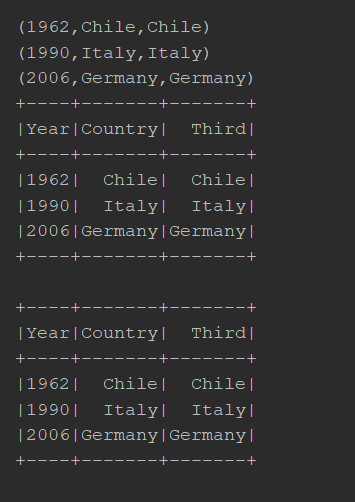 (1962,Chile,Chile)
(1990,Italy,Italy)
(2006,Germany,Germany)
+----+-------+-------+
|Year|Country|  Third|
+----+-------+-------+
|1962|  Chile|  Chile|
|1990|  Italy|  Italy|
|2006|Germany|Germany|
+----+-------+-------+

+----+-------+-------+
|Year|Country|  Third|
+----+-------+-------+
|1962|  Chile|  Chile|
|1990|  Italy|  Italy|
|2006|Germany|Germany|
+----+-------+-------+